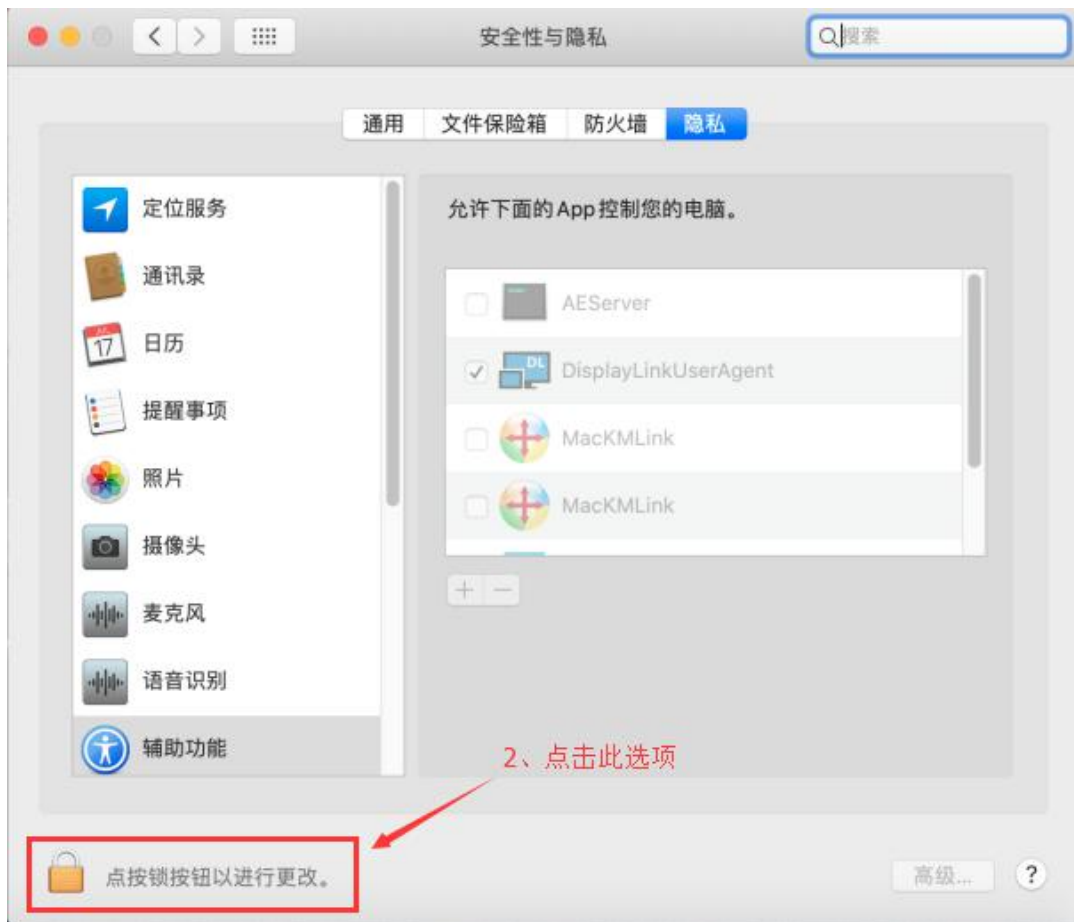 安全性与隐私
搜索
通用 文件保险箱 防火墙 隐私
定位服务
通讯录
17
日历
提醒事项
照片
摄像头
麦克风
语音识别
辅助功能
允许下面的App控制您的电脑。
AEServer
DL
DisplayLinkUserAgent
MacKMLink
MacKMLink
2、点击此选项
点按锁按钮以进行更改。
高级...
?